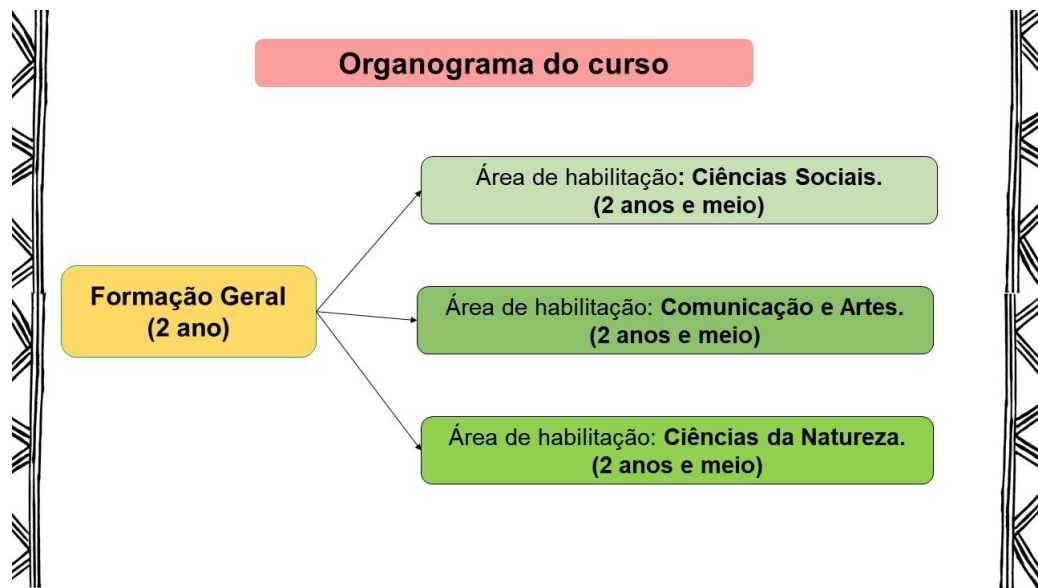 Organograma do curso
Área de habilitação: Ciências Sociais.
(2 anos e meio)
Formação Geral
(2 ano)
Área de habilitação: Comunicação e Artes.
(2 anos e meio)
Área de habilitação: Ciências da Natureza.
(2 anos e meio)